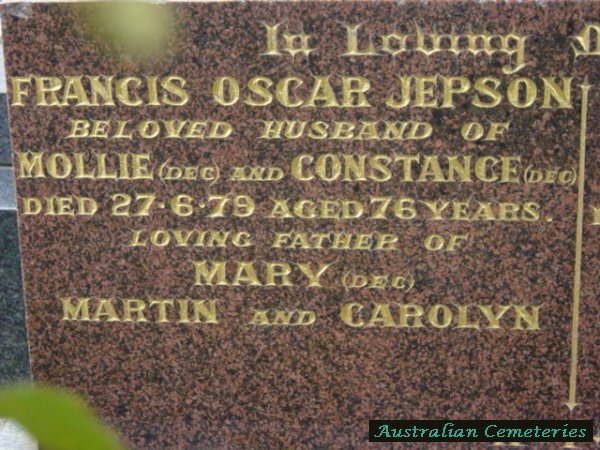 In Loving
FRANCIS OSCAR JEPSON
BELOVED HUSBAND OF
MOLLIE (DEC) AND CONSTANCE (DEC)
DIED 27·6·79 AGED 76 YEARS.
LOVING FATHER OF
MARY (DEC)
MARTIN AND CAROLYN
Australian Cemeteries